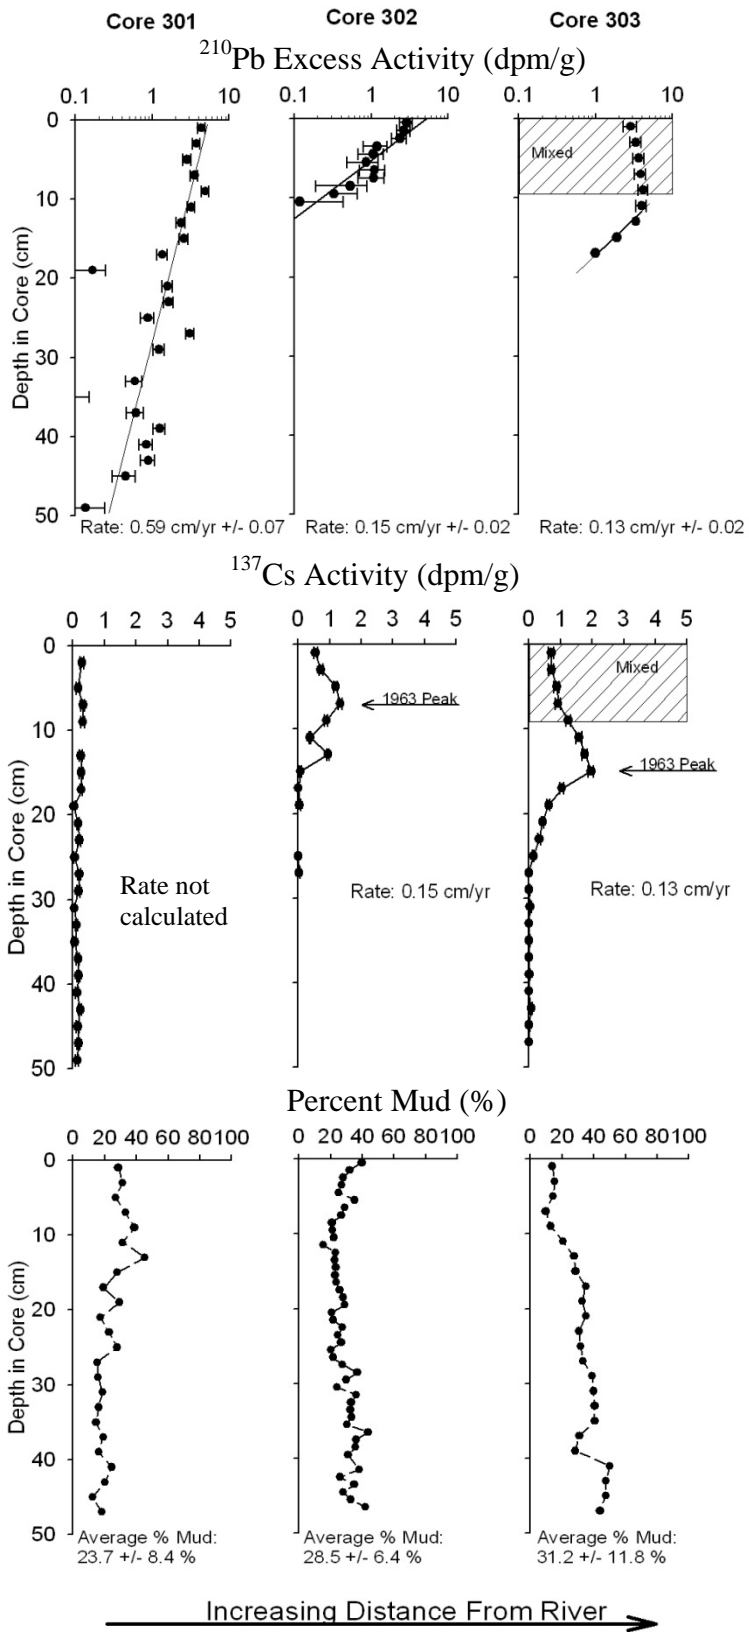 Core 301 Core 302 Core 303
210Pb Excess Activity (dpm/g)
0.1 1 10 0.1 1 10 0.1 1 10
0
10
20
30
40
50
Depth in Core (cm)
Mixed
Rate: 0.59 cm/yr +/- 0.07 Rate: 0.15 cm/yr +/- 0.02 Rate: 0.13 cm/yr +/- 0.02
137Cs Activity (dpm/g)
0 1 2 3 4 5 0 1 2 3 4 5 0 1 2 3 4 5
0
10
20
30
40
50
Depth in Core (cm)
Mixed
1963 Peak
1963 Peak
Rate not
calculated
Rate: 0.15 cm/yr
Rate: 0.13 cm/yr
Percent Mud (%)
0 20 40 60 80 100 0 20 40 60 80 100 0 20 40 60 80 100
0
10
20
30
40
50
Depth in Core (cm)
Average % Mud:
23.7 +/- 8.4 %
Average % Mud:
28.5 +/- 6.4 %
Average % Mud:
31.2 +/- 11.8 %
Increasing Distance From River